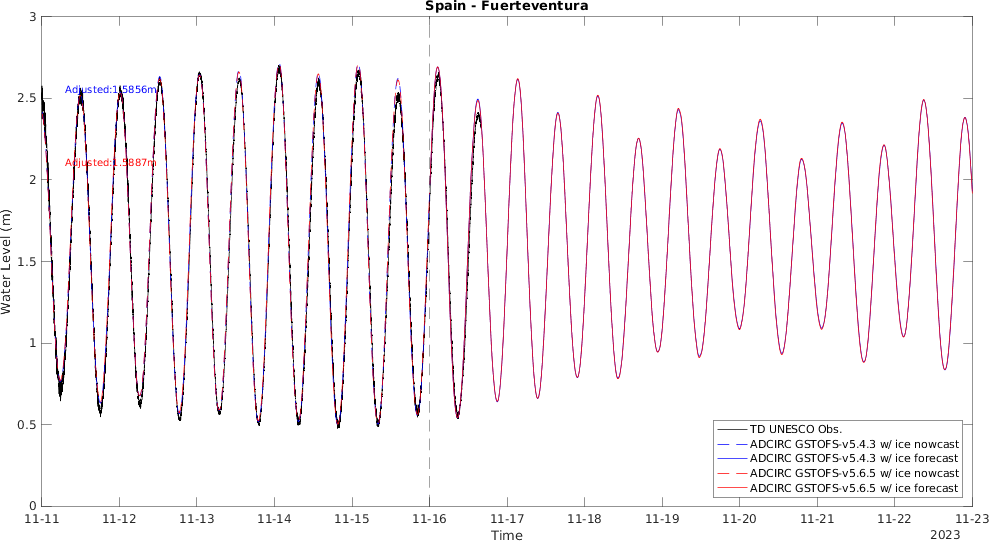 Spain - Fuerteventura
3
2.5
2
1.5
1
0.5
0
Water Level (m)
Adjusted:1.5856m
Adjusted:1.5887m
TD UNESCO Obs.
ADCIRC GSTOFS-v5.4.3 w/ ice nowcast
ADCIRC GSTOFS-v5.4.3 w/ ice forecast
ADCIRC GSTOFS-v5.6.5 w/ ice nowcast
ADCIRC GSTOFS-v5.6.5 w/ ice forecast
11-11 11-12 11-13 11-14 11-15 11-16 11-17 11-18 11-19 11-20 11-21 11-22 11-23
Time
2023